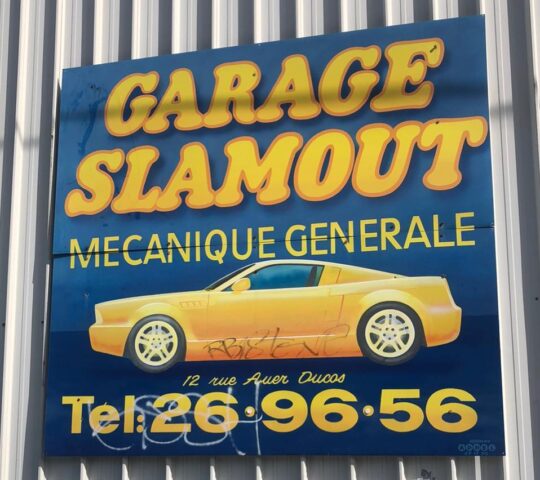 GARAGE
SLAMOUT
MECANIQUE GENERALE
12 rue Auer Ducos
Tel: 26•96•56